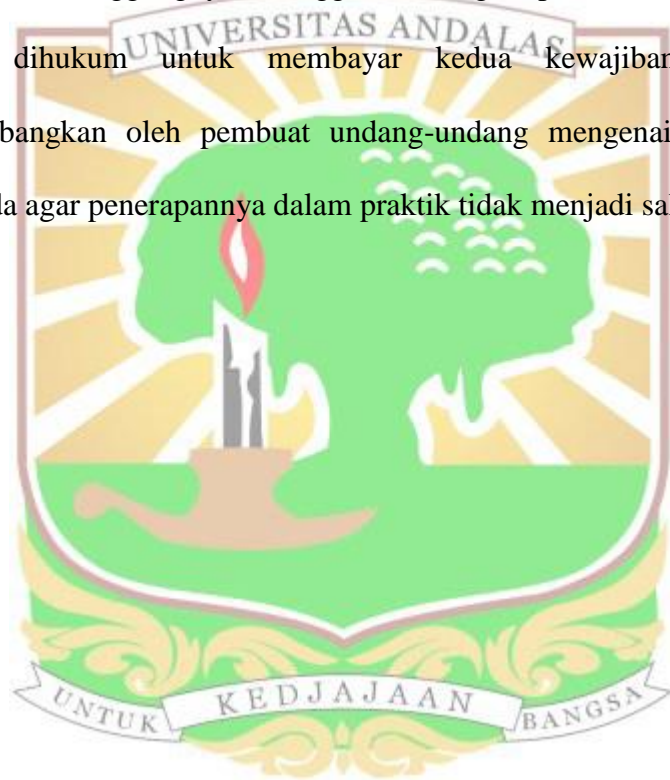 UNIVERSITAS ANDALAS
dihukum untuk membayar kedua kewajiban
bangkan oleh pembuat undang-undang mengenai
da agar penerapannya dalam praktik tidak menjadi sal
UNTUK KEDJAJAAN BANGSA